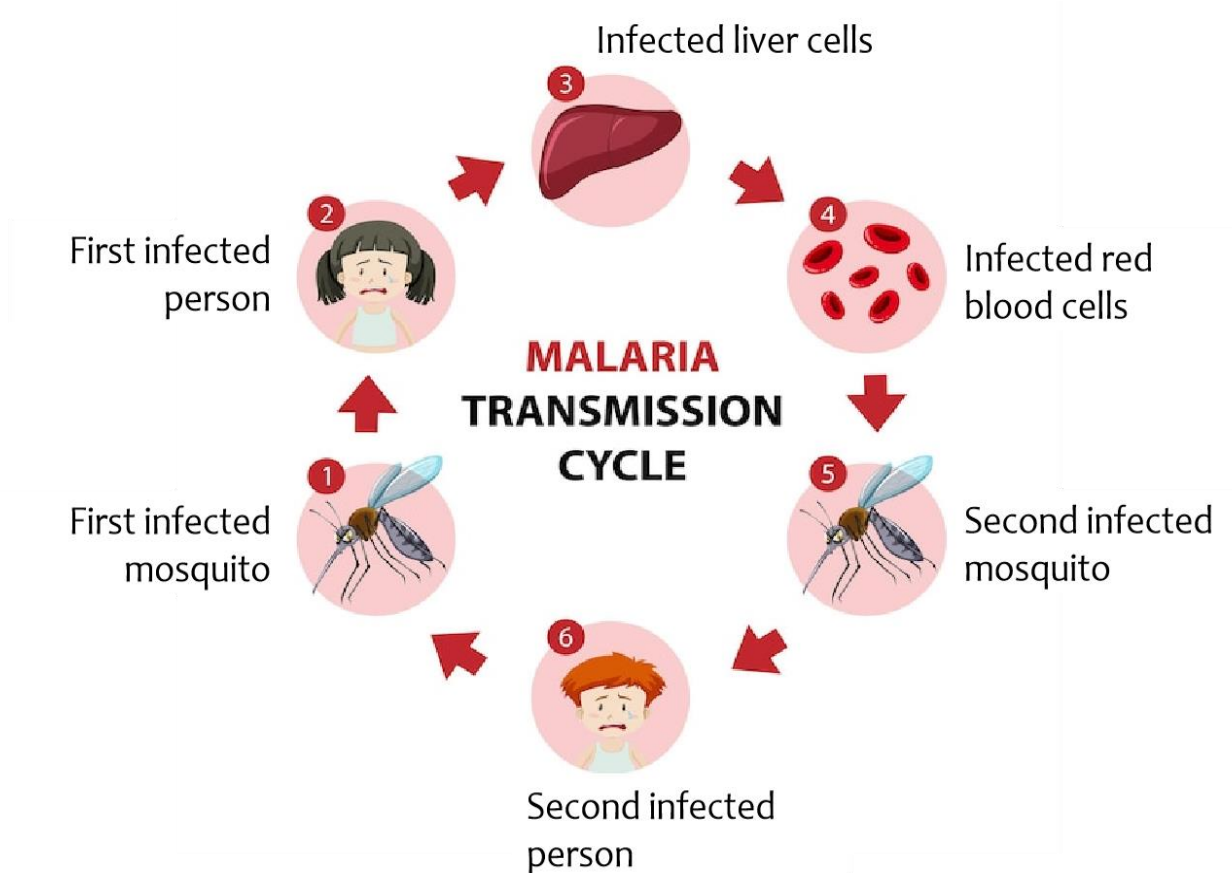 Infected liver cells
3
2
First infected
person
4
Infected red
blood cells
MALARIA
TRANSMISSION
CYCLE
1
First infected
mosquito
5
Second infected
mosquito
6
Second infected
person